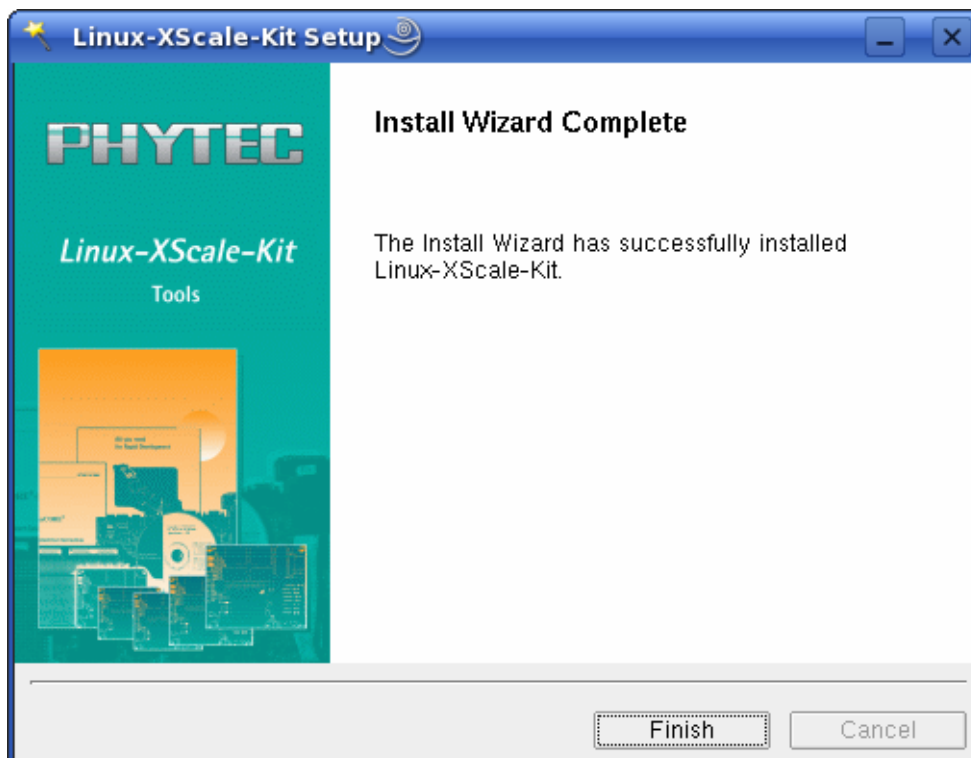 Linux-XScale-Kit Setup
PHYTEC
Linux-XScale-Kit
Tools
Install Wizard Complete
The Install Wizard has successfully installed
Linux-XScale-Kit.
Finish
Cancel